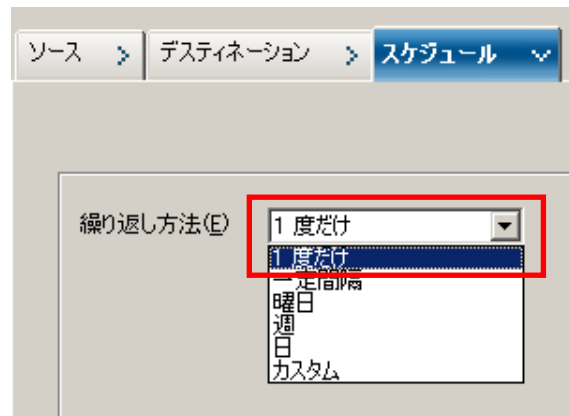 ソース > デスティネーション > スケジュール
繰り返し方法(E) 1 度だけ
1 度だけ
一定間隔
曜日
週
日
カスタム